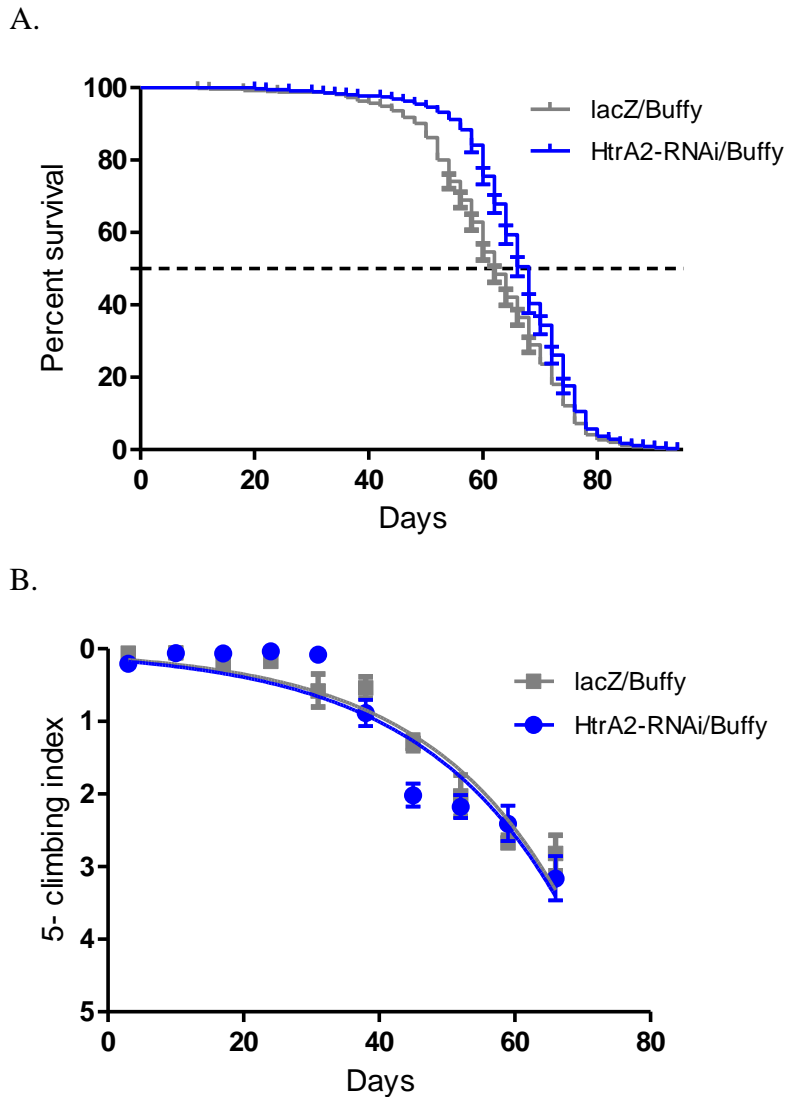 A.
100
80
60
40
20
0
Percent survival
0 20 40 60 80
Days
lacZ/Buffy
HtrA2-RNAi/Buffy
B.
0
1
2
3
4
5
5- climbing index
0 20 40 60 80
Days
lacZ/Buffy
HtrA2-RNAi/Buffy